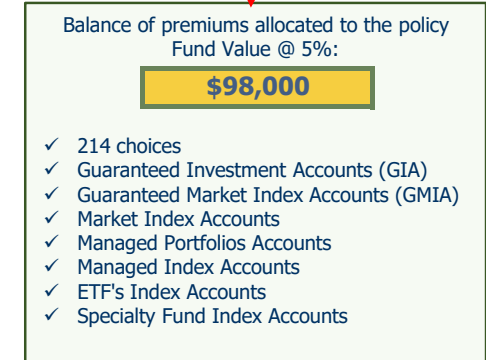 Balance of premiums allocated to the policy
Fund Value @ 5%:
$98,000
✓ 214 choices
✓ Guaranteed Investment Accounts (GIA)
✓ Guaranteed Market Index Accounts (GMIA)
✓ Market Index Accounts
✓ Managed Portfolios Accounts
✓ Managed Index Accounts
✓ ETF's Index Accounts
✓ Specialty Fund Index Accounts